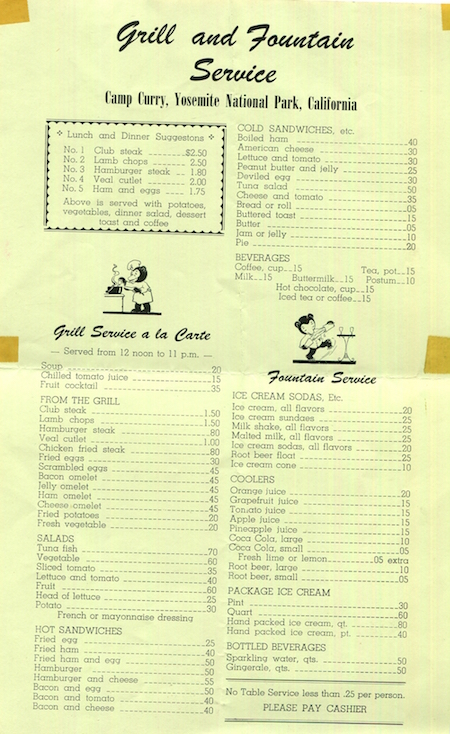 Grill and Fountain
Service
Camp Curry, Yosemite National Park, California
Lunch and Dinner Suggestons
No. 1 Club steak $2.50
No. 2 Lamb chops 2.50
No. 3 Hamburger steak 1.80
No. 4 Veal cutlet 2.00
No. 5 Ham and eggs 1.75
Above is served with potatoes,
vegetables, dinner salad, dessert
toast and coffee
Grill Service a la Carte
— Served from 12 noon to 11 p.m. —
Soup .20
Chilled tomato juice .15
Fruit cocktail .35
FROM THE GRILL
Club steak 1.50
Lamb chops 1.50
Hamburger steak .80
Veal cutlet 1.00
Chicken fried steak .80
Fried eggs .30
Scrambled eggs .45
Bacon omelet .45
Jelly omelet .45
Ham omelet .45
Cheese omelet .45
Fried potatoes .20
Fresh vegetable .20
SALADS
Tuna fish .70
Vegetable .60
Sliced tomato .35
Lettuce and tomato .40
Fruit .60
Head of lettuce .25
Potato .30
French or mayonnaise dressing
HOT SANDWICHES
Fried egg .25
Fried ham .40
Fried ham and egg .50
Hamburger .50
Hamburger and cheese .55
Bacon and egg .50
Bacon and tomato .40
Bacon and cheese .40
COLD SANDWICHES, etc.
Boiled ham .40
American cheese .30
Lettuce and tomato .30
Peanut butter and jelly .25
Deviled egg .30
Tuna salad .50
Cheese and tomato .35
Bread or roll .05
Buttered toast .15
Butter .05
Jam or jelly .10
Pie .20
BEVERAGES
Coffee, cup .15 Tea, pot .15
Milk .15 Buttermilk .15 Postum .10
Hot chocolate, cup .15
Iced tea or coffee .15
Fountain Service
ICE CREAM SODAS, Etc.
Ice cream, all flavors .20
Ice cream sundaes .25
Milk shake, all flavors .25
Malted milk, all flavors .25
Ice cream sodas, all flavors .20
Root beer float .25
Ice cream cone .10
COOLERS
Orange juice .20
Grapefruit juice .15
Tomato juice .15
Apple juice .15
Pineapple juice .15
Coca Cola, large .10
Coca Cola, small .05
Fresh lime or lemon .05 extra
Root beer, large .10
Root beer, small .05
PACKAGE ICE CREAM
Pint .30
Quart .60
Hand packed ice cream, qt. .80
Hand packed ice cream, pt. .40
BOTTLED BEVERAGES
Sparkling water, qts. .50
Gingerale, qts. .50
No Table Service less than .25 per person.
PLEASE PAY CASHIER